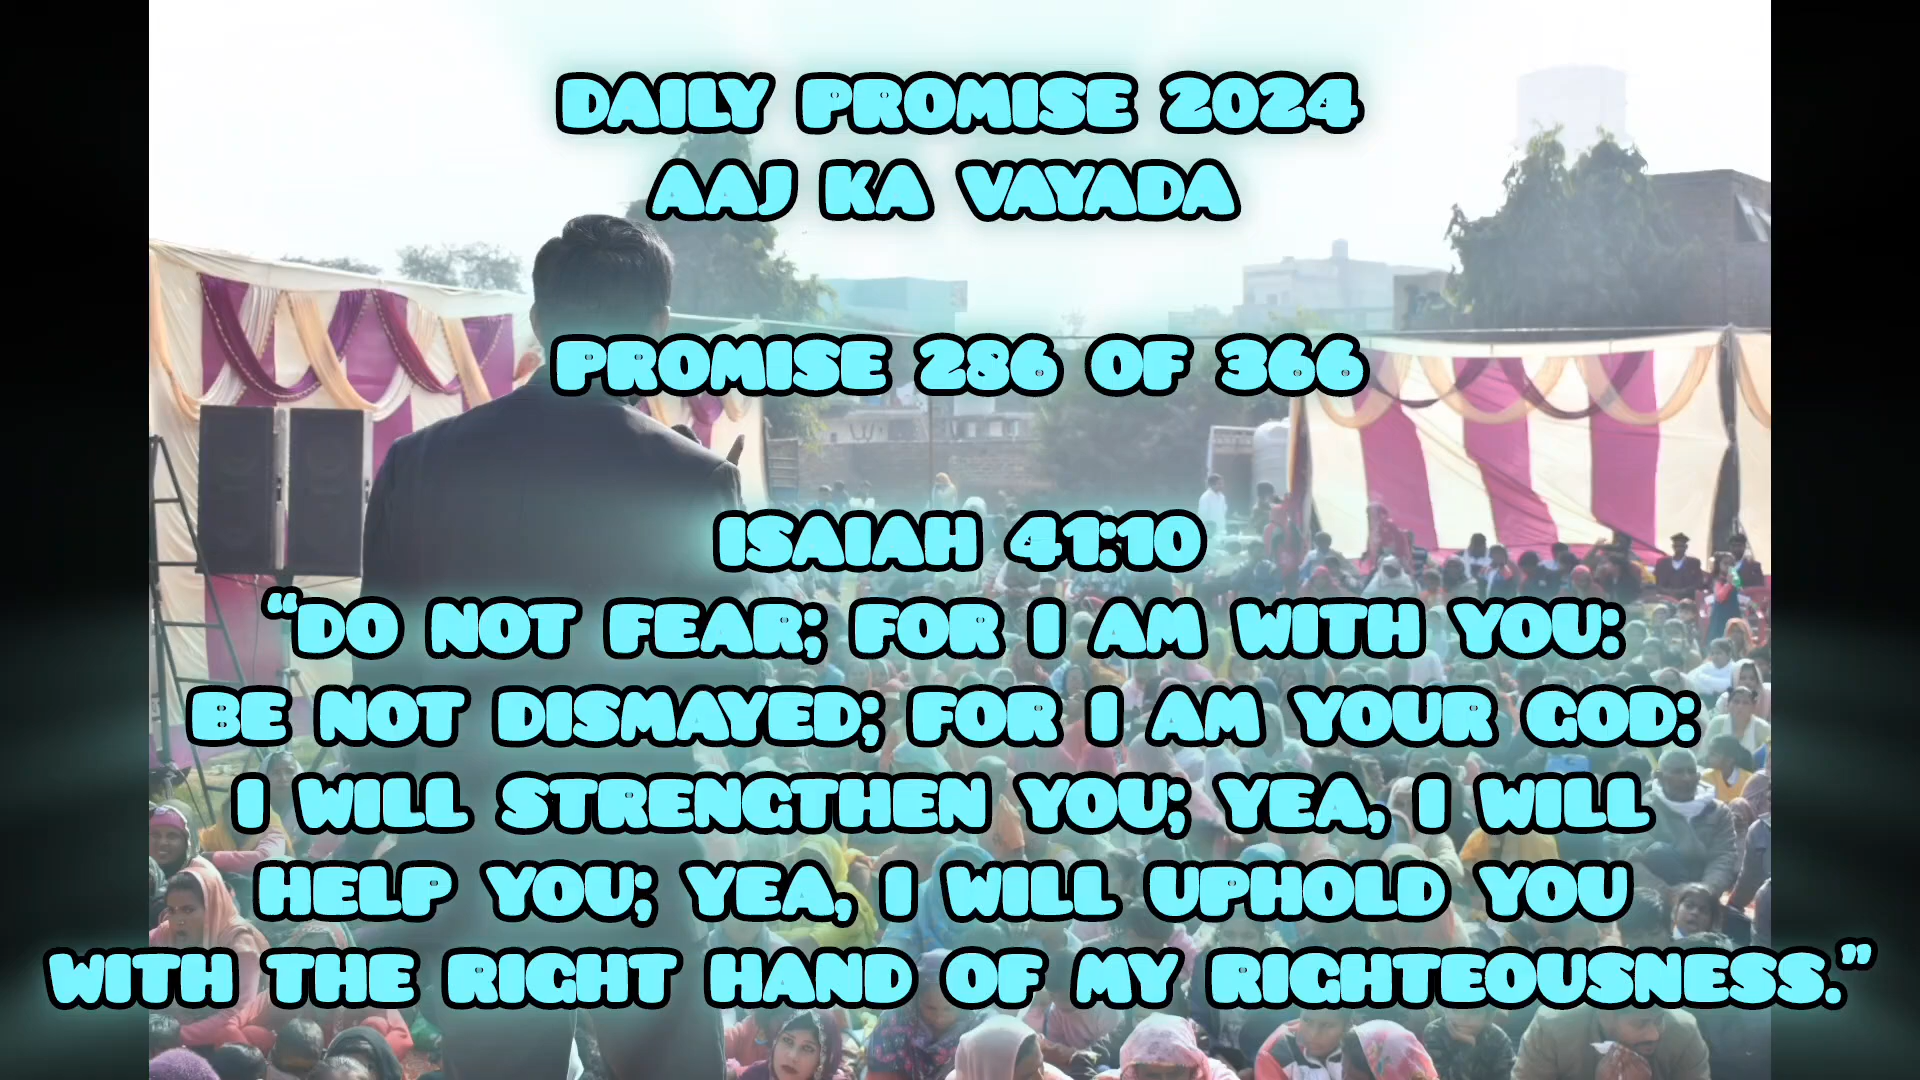 DAILY PROMISE 2024
AAJ KA VAYADA
PROMISE 286 OF 366
ISAIAH 41:10
“DO NOT FEAR; FOR I AM WITH YOU:
BE NOT DISMAYED; FOR I AM YOUR GOD:
I WILL STRENGTHEN YOU; YEA, I WILL
HELP YOU; YEA, I WILL UPHOLD YOU
WITH THE RIGHT HAND OF MY RIGHTEOUSNESS.”